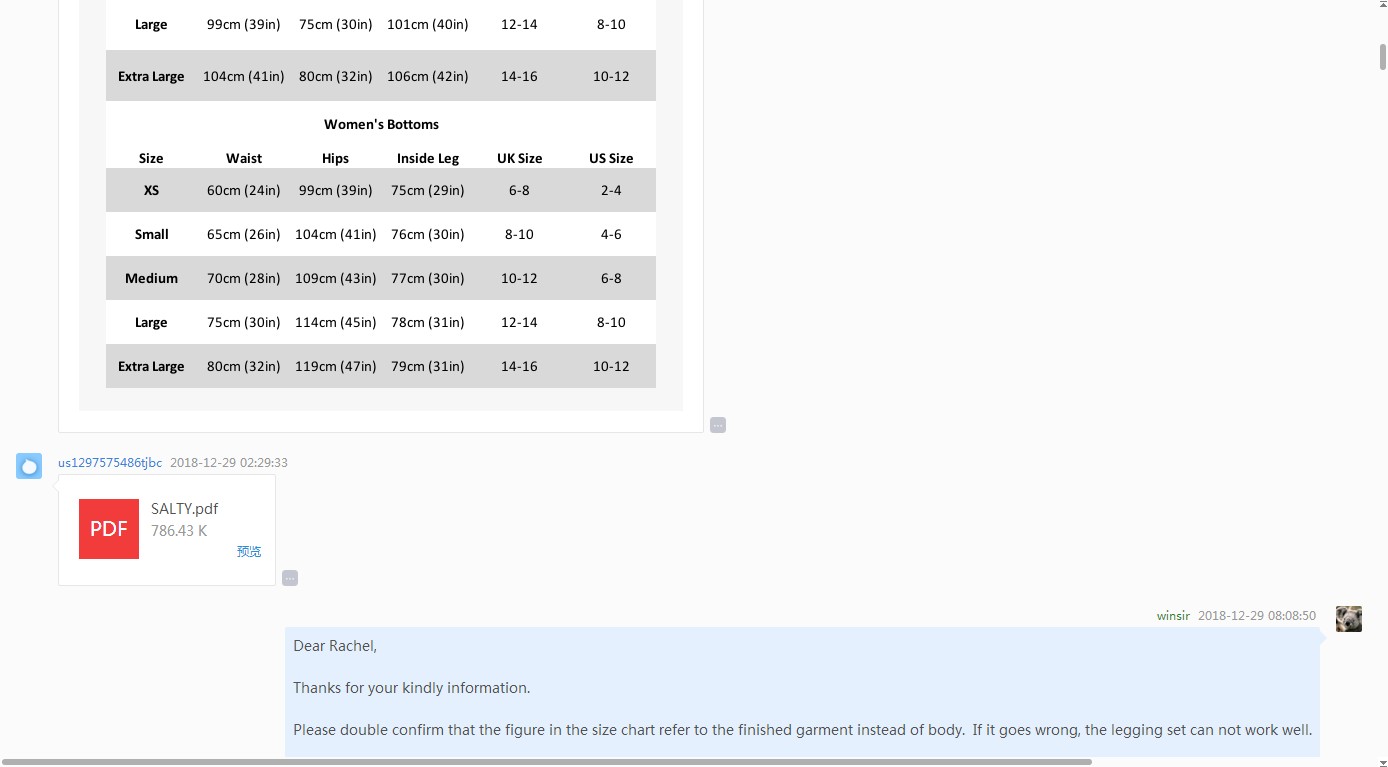 Large 99cm (39in) 75cm (30in) 101cm (40in) 12-14 8-10
Extra Large 104cm (41in) 80cm (32in) 106cm (42in) 14-16 10-12
Women's Bottoms
Size Waist Hips Inside Leg UK Size US Size
XS 60cm (24in) 99cm (39in) 75cm (29in) 6-8 2-4
Small 65cm (26in) 104cm (41in) 76cm (30in) 8-10 4-6
Medium 70cm (28in) 109cm (43in) 77cm (30in) 10-12 6-8
Large 75cm (30in) 114cm (45in) 78cm (31in) 12-14 8-10
Extra Large 80cm (32in) 119cm (47in) 79cm (31in) 14-16 10-12
us1297575486tjbc 2018-12-29 02:29:33
PDF
SALTY.pdf
786.43 K
预览
winsir 2018-12-29 08:08:50
Dear Rachel,
Thanks for your kindly information.
Please double confirm that the figure in the size chart refer to the finished garment instead of body.  If it goes wrong, the legging set can not work well.